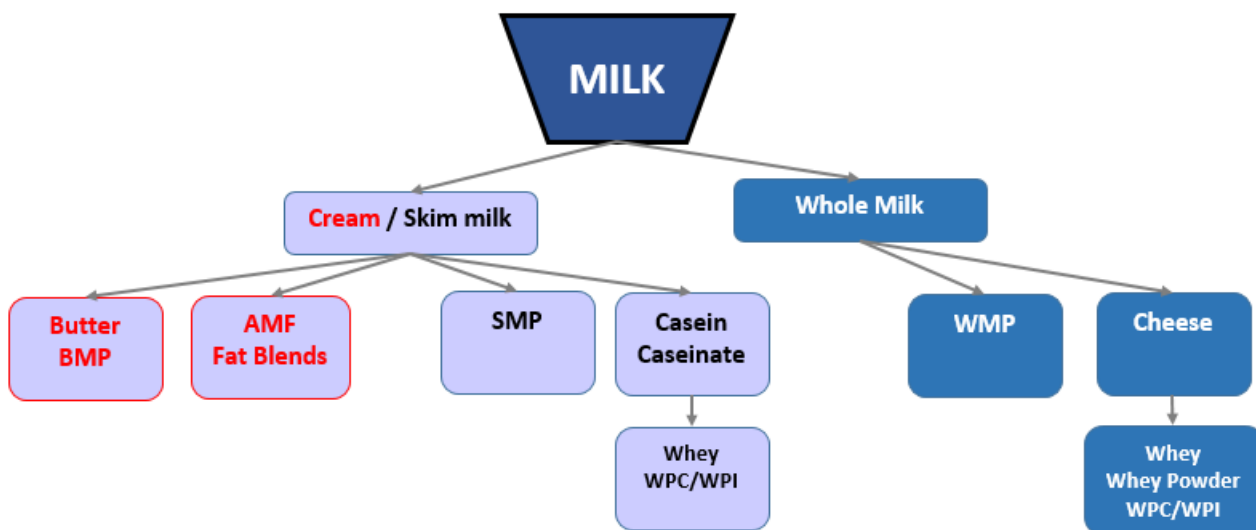 MILK
Cream / Skim milk
Whole Milk
Butter
BMP
AMF
Fat Blends
SMP
Casein
Caseinate
WMP
Cheese
Whey
WPC/WPI
Whey
Whey Powder
WPC/WPI